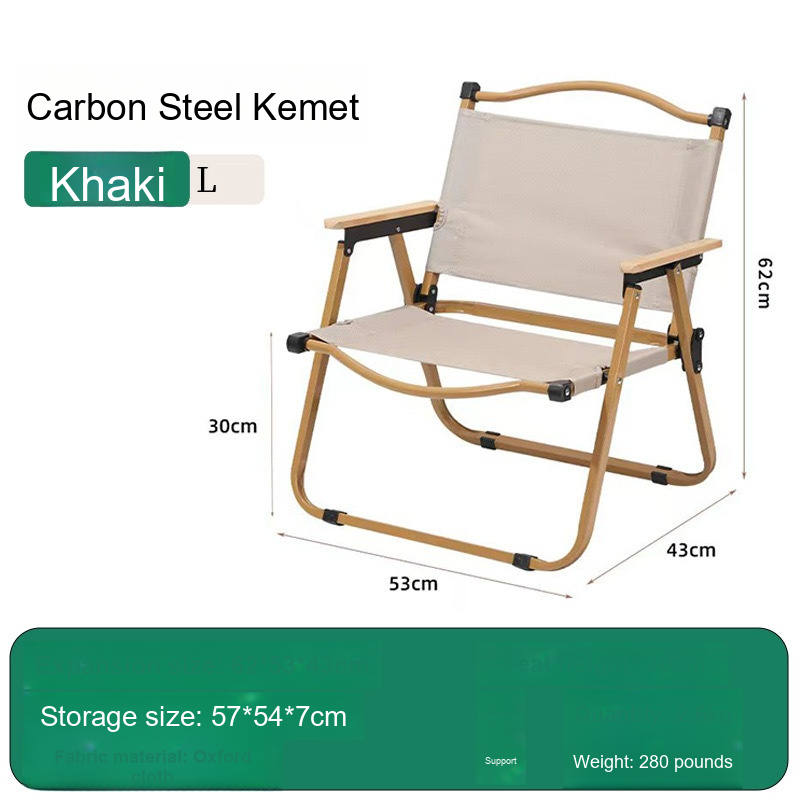 Carbon Steel Kemet
Khaki
L
62cm
30cm
43cm
53cm
Storage size: 57*54*7cm
Fabric material: Oxford
cloth
Support
Weight: 280 pounds